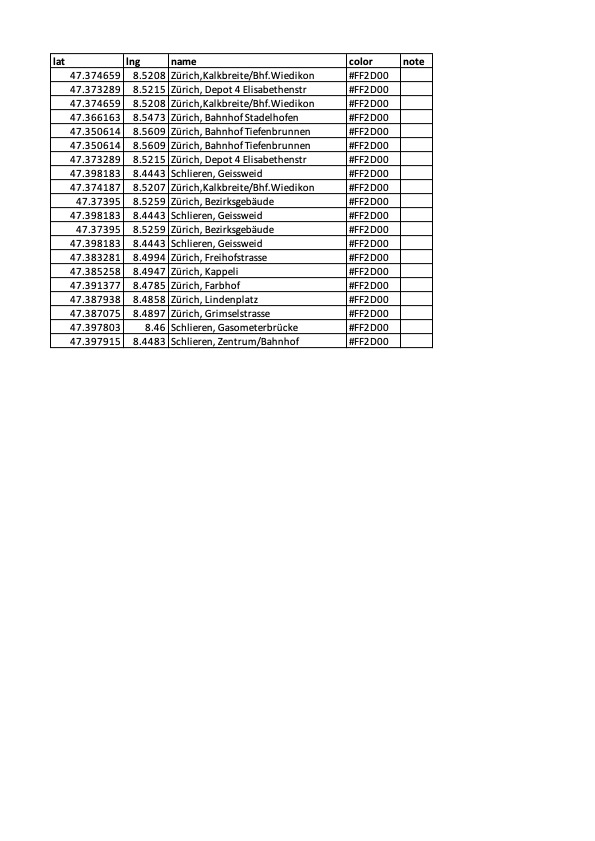 lat lng name color note
47.374659 8.5208 Zürich,Kalkbreite/Bhf.Wiedikon #FF2D00
47.373289 8.5215 Zürich, Depot 4 Elisabethenstr #FF2D00
47.374659 8.5208 Zürich,Kalkbreite/Bhf.Wiedikon #FF2D00
47.366163 8.5473 Zürich, Bahnhof Stadelhofen #FF2D00
47.350614 8.5609 Zürich, Bahnhof Tiefenbrunnen #FF2D00
47.350614 8.5609 Zürich, Bahnhof Tiefenbrunnen #FF2D00
47.373289 8.5215 Zürich, Depot 4 Elisabethenstr #FF2D00
47.398183 8.4443 Schlieren, Geissweid #FF2D00
47.374187 8.5207 Zürich,Kalkbreite/Bhf.Wiedikon #FF2D00
47.37395 8.5259 Zürich, Bezirksgebäude #FF2D00
47.398183 8.4443 Schlieren, Geissweid #FF2D00
47.37395 8.5259 Zürich, Bezirksgebäude #FF2D00
47.398183 8.4443 Schlieren, Geissweid #FF2D00
47.383281 8.4994 Zürich, Freihofstrasse #FF2D00
47.385258 8.4947 Zürich, Kappeli #FF2D00
47.391377 8.4785 Zürich, Farbhof #FF2D00
47.387938 8.4858 Zürich, Lindenplatz #FF2D00
47.387075 8.4897 Zürich, Grimselstrasse #FF2D00
47.397803 8.46 Schlieren, Gasometerbrücke #FF2D00
47.397915 8.4483 Schlieren, Zentrum/Bahnhof #FF2D00